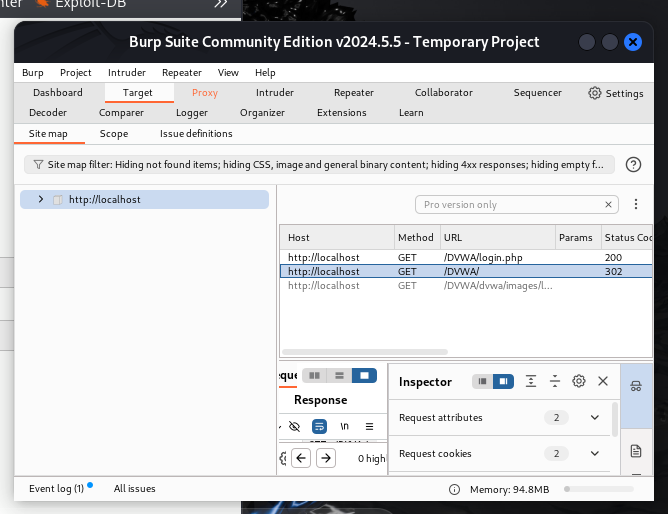 Exploit-DB
Burp Suite Community Edition v2024.5.5 - Temporary Project
Burp Project Intruder Repeater View Help
Dashboard Target Proxy Intruder Repeater Collaborator Sequencer Settings
Decoder Comparer Logger Organizer Extensions Learn
Site map Scope Issue definitions
Site map filter: Hiding not found items; hiding CSS, image and general binary content; hiding 4xx responses; hiding empty f...
http://localhost
Pro version only
Host Method URL Params Status Coo
http://localhost GET /DVWA/login.php 200
http://localhost GET /DVWA/ 302
http://localhost GET /DVWA/dvwa/images/l...
eque
Response
\n
0 highl
Inspector
Request attributes 2
Request cookies 2
Event log (1) All issues Memory: 94.8MB